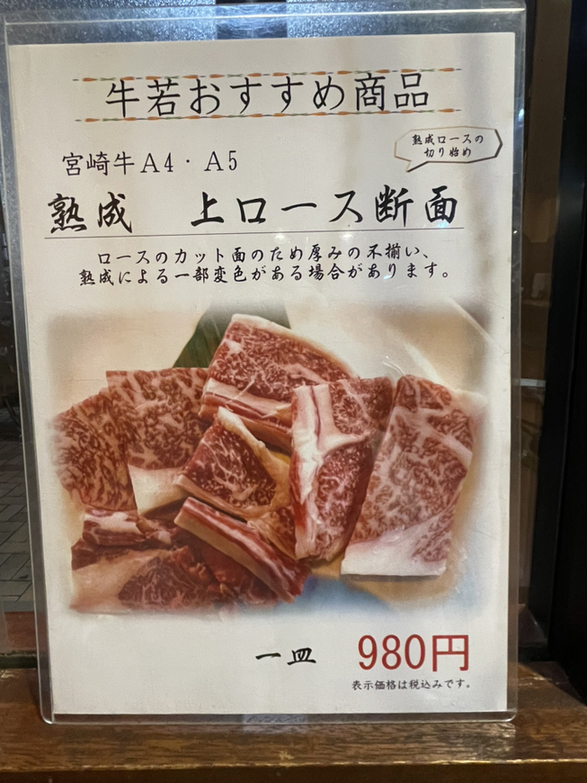 牛若おすすめ商品
熟成ロースの
切り始め
宮崎牛A4・A5
熟成 上ロース断面
ロースのカット面のため厚みの不揃い、
熟成による一部変色がある場合があります。
一皿 980円
表示価格は税込みです。